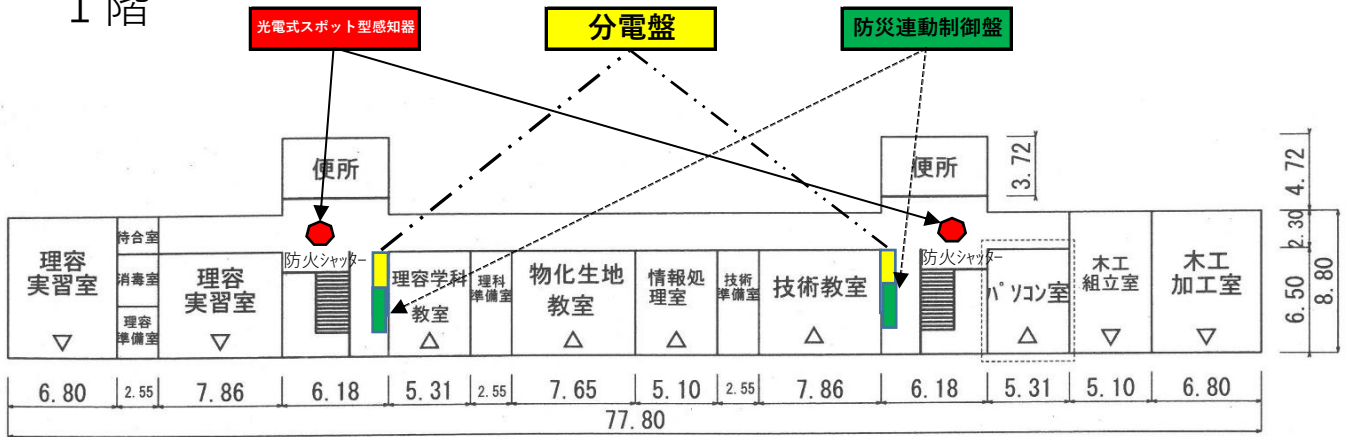 1階
光電式スポット型感知器
分電盤
防災連動制御盤
便所
便所
3.72
4.72
理容
実習室
待合室
消毒室
理容
準備室
理容
実習室
防火シャッター
理容学科
教室
理科
準備室
物化生地
教室
情報処
理室
技術
準備室
技術教室
防火シャッター
パソコン室
木工
組立室
木工
加工室
2.30
6.50
8.80
6.80
2.55
7.86
6.18
5.31
2.55
7.65
5.10
2.55
7.86
6.18
5.31
5.10
6.80
77.80